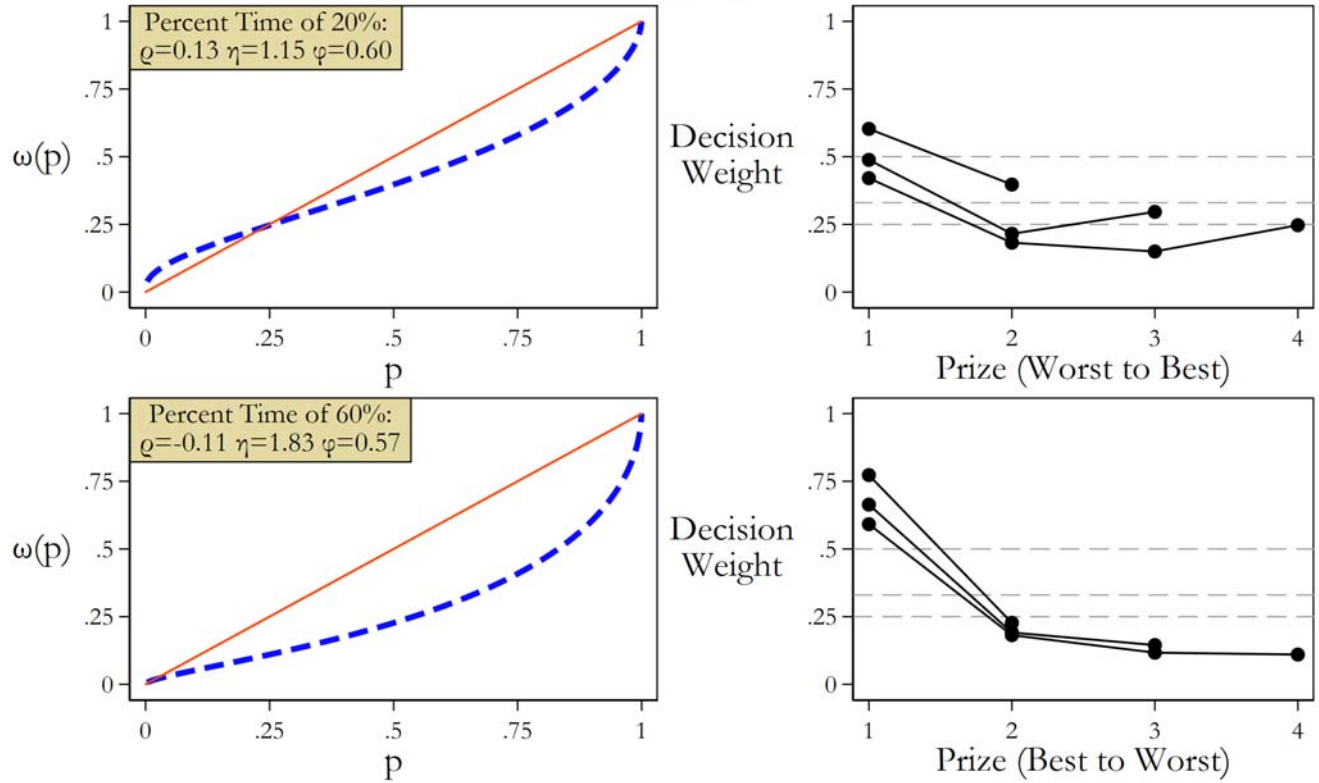 Percent Time of 20%:
ϱ=0.13 η=1.15 φ=0.60
1
.75
.5
.25
0
ω(p)
0 .25 .5 .75 1
p
Decision
Weight
1
.75
.5
.25
0
1 2 3 4
Prize (Worst to Best)
Percent Time of 60%:
ϱ=-0.11 η=1.83 φ=0.57
1
.75
.5
.25
0
ω(p)
0 .25 .5 .75 1
p
Decision
Weight
1
.75
.5
.25
0
1 2 3 4
Prize (Best to Worst)